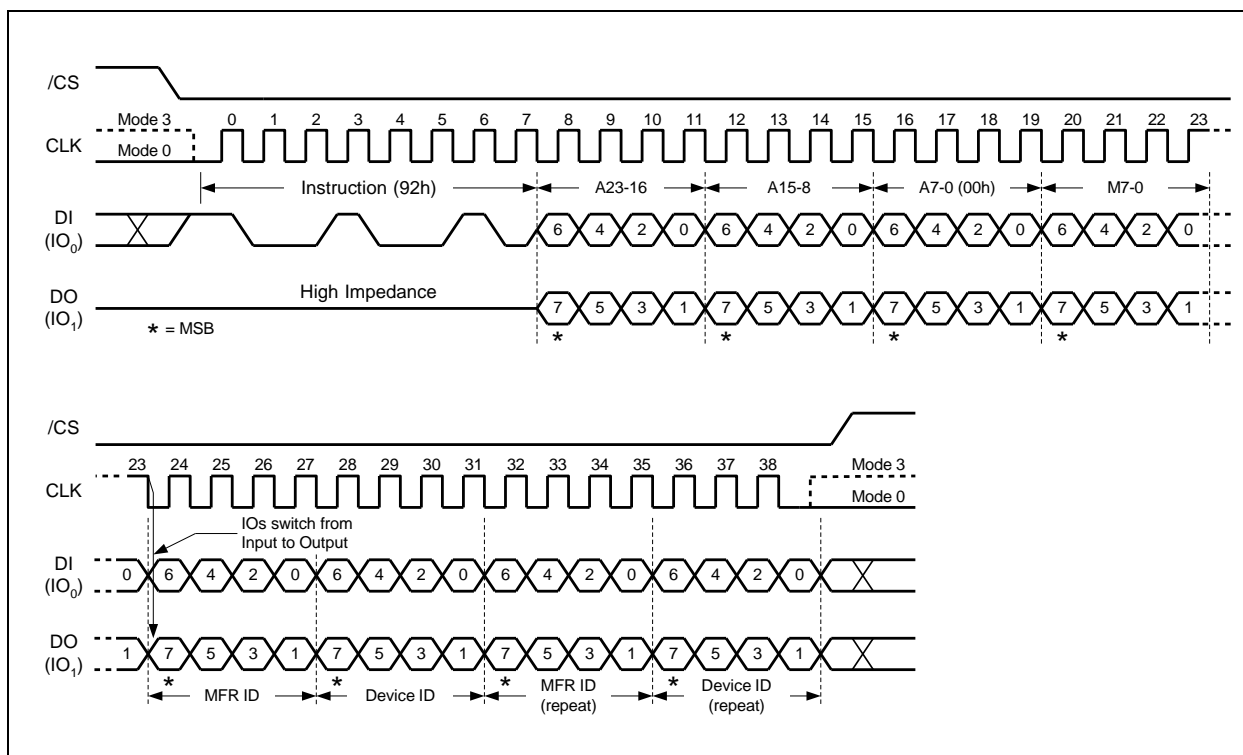 /CS
Mode 3
0 1 2 3 4 5 6 7 8 9 10 11 12 13 14 15 16 17 18 19 20 21 22 23
CLK
Mode 0
Instruction (92h) A23-16 A15-8 A7-0 (00h) M7-0
DI
(IO0)
6 4 2 0 6 4 2 0 6 4 2 0 6 4 2 0
DO
(IO1)
High Impedance
7 5 3 1 7 5 3 1 7 5 3 1 7 5 3 1
* = MSB
* * * *
/CS
23 24 25 26 27 28 29 30 31 32 33 34 35 36 37 38
Mode 3
CLK
Mode 0
IOs switch from
Input to Output
DI
(IO0)
0 6 4 2 0 6 4 2 0 6 4 2 0 6 4 2 0
DO
(IO1)
1 7 5 3 1 7 5 3 1 7 5 3 1 7 5 3 1
* * * *
MFR ID Device ID MFR ID
(repeat)
Device ID
(repeat)